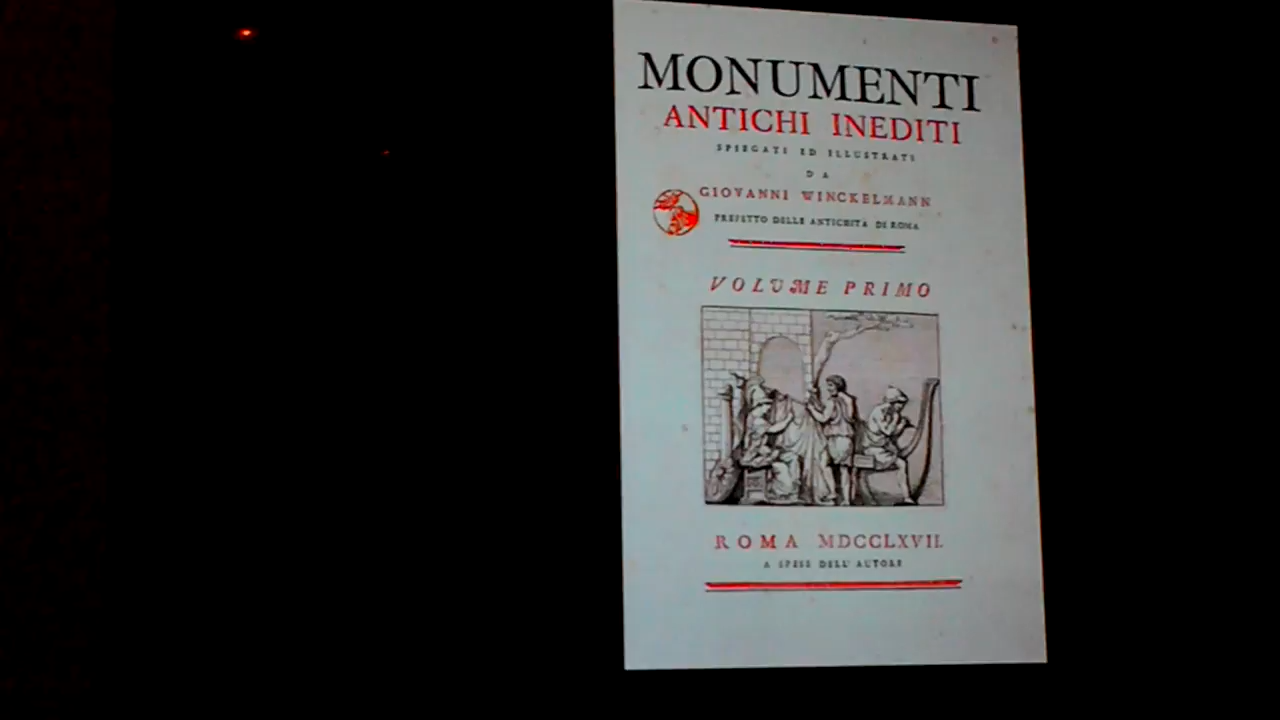 MONUMENTI
ANTICHI INEDITI
SPIEGATI ED ILLUSTRATI
DA
GIOVANNI WINCKELMANN
PREFETTO DELLE ANTICHITA DI ROMA
VOLUME PRIMO
ROMA MDCCLXVII.
A SPESE DELL' AUTORE